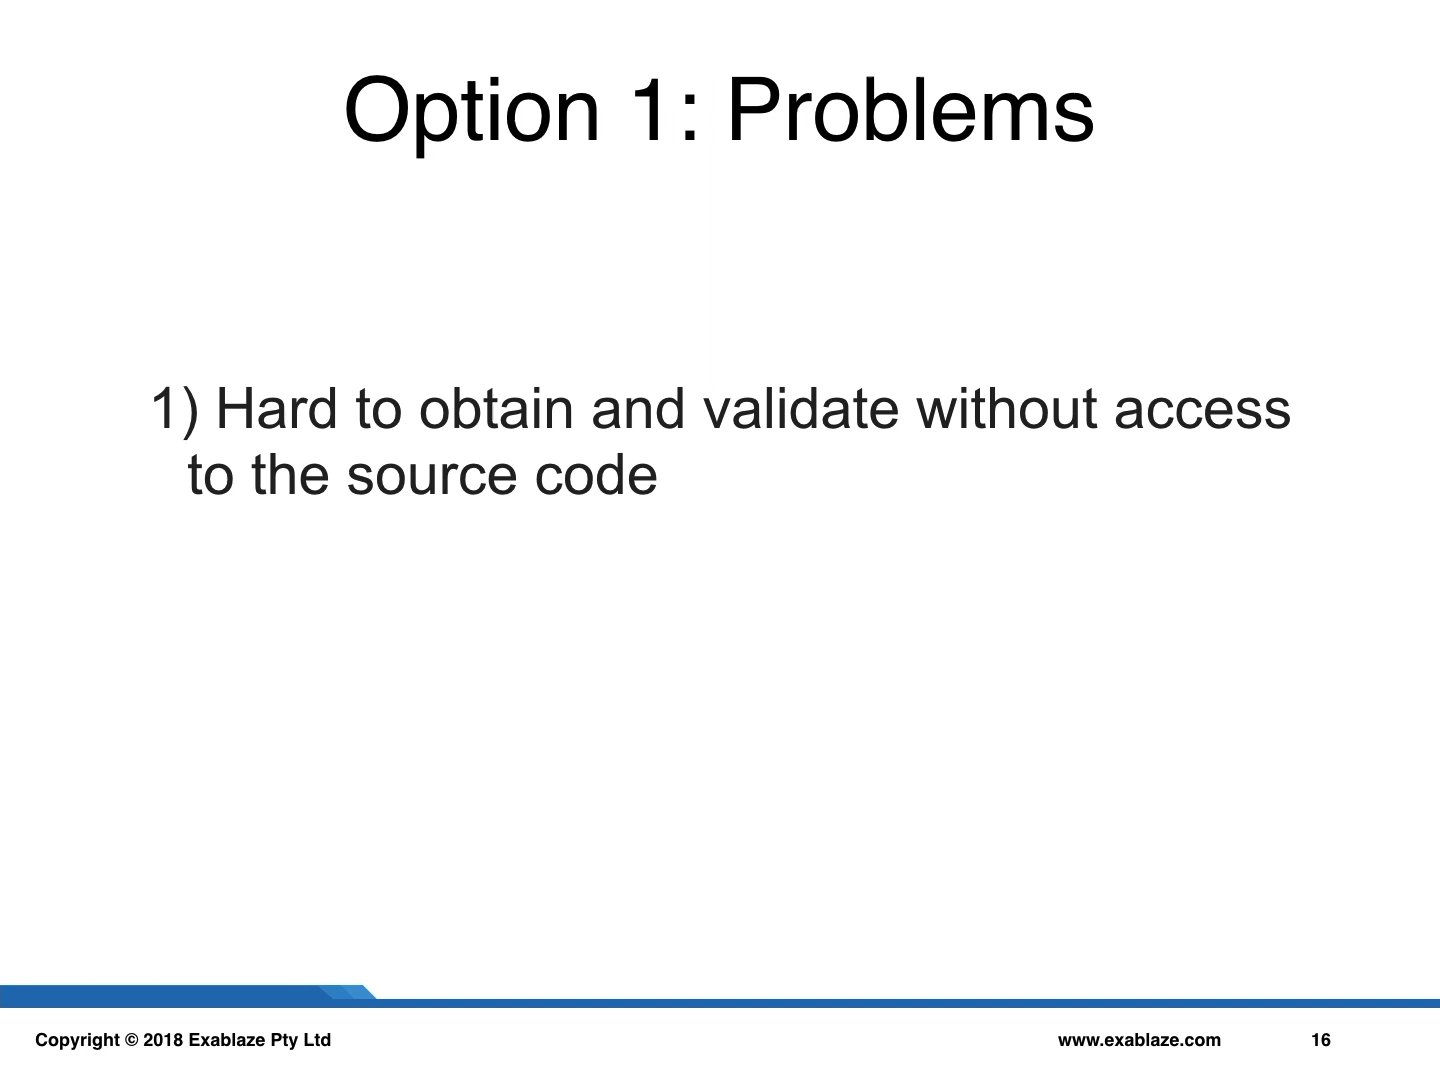 Option 1: Problems
1) Hard to obtain and validate without access
to the source code
Copyright © 2018 Exablaze Pty Ltd
www.exablaze.com
16